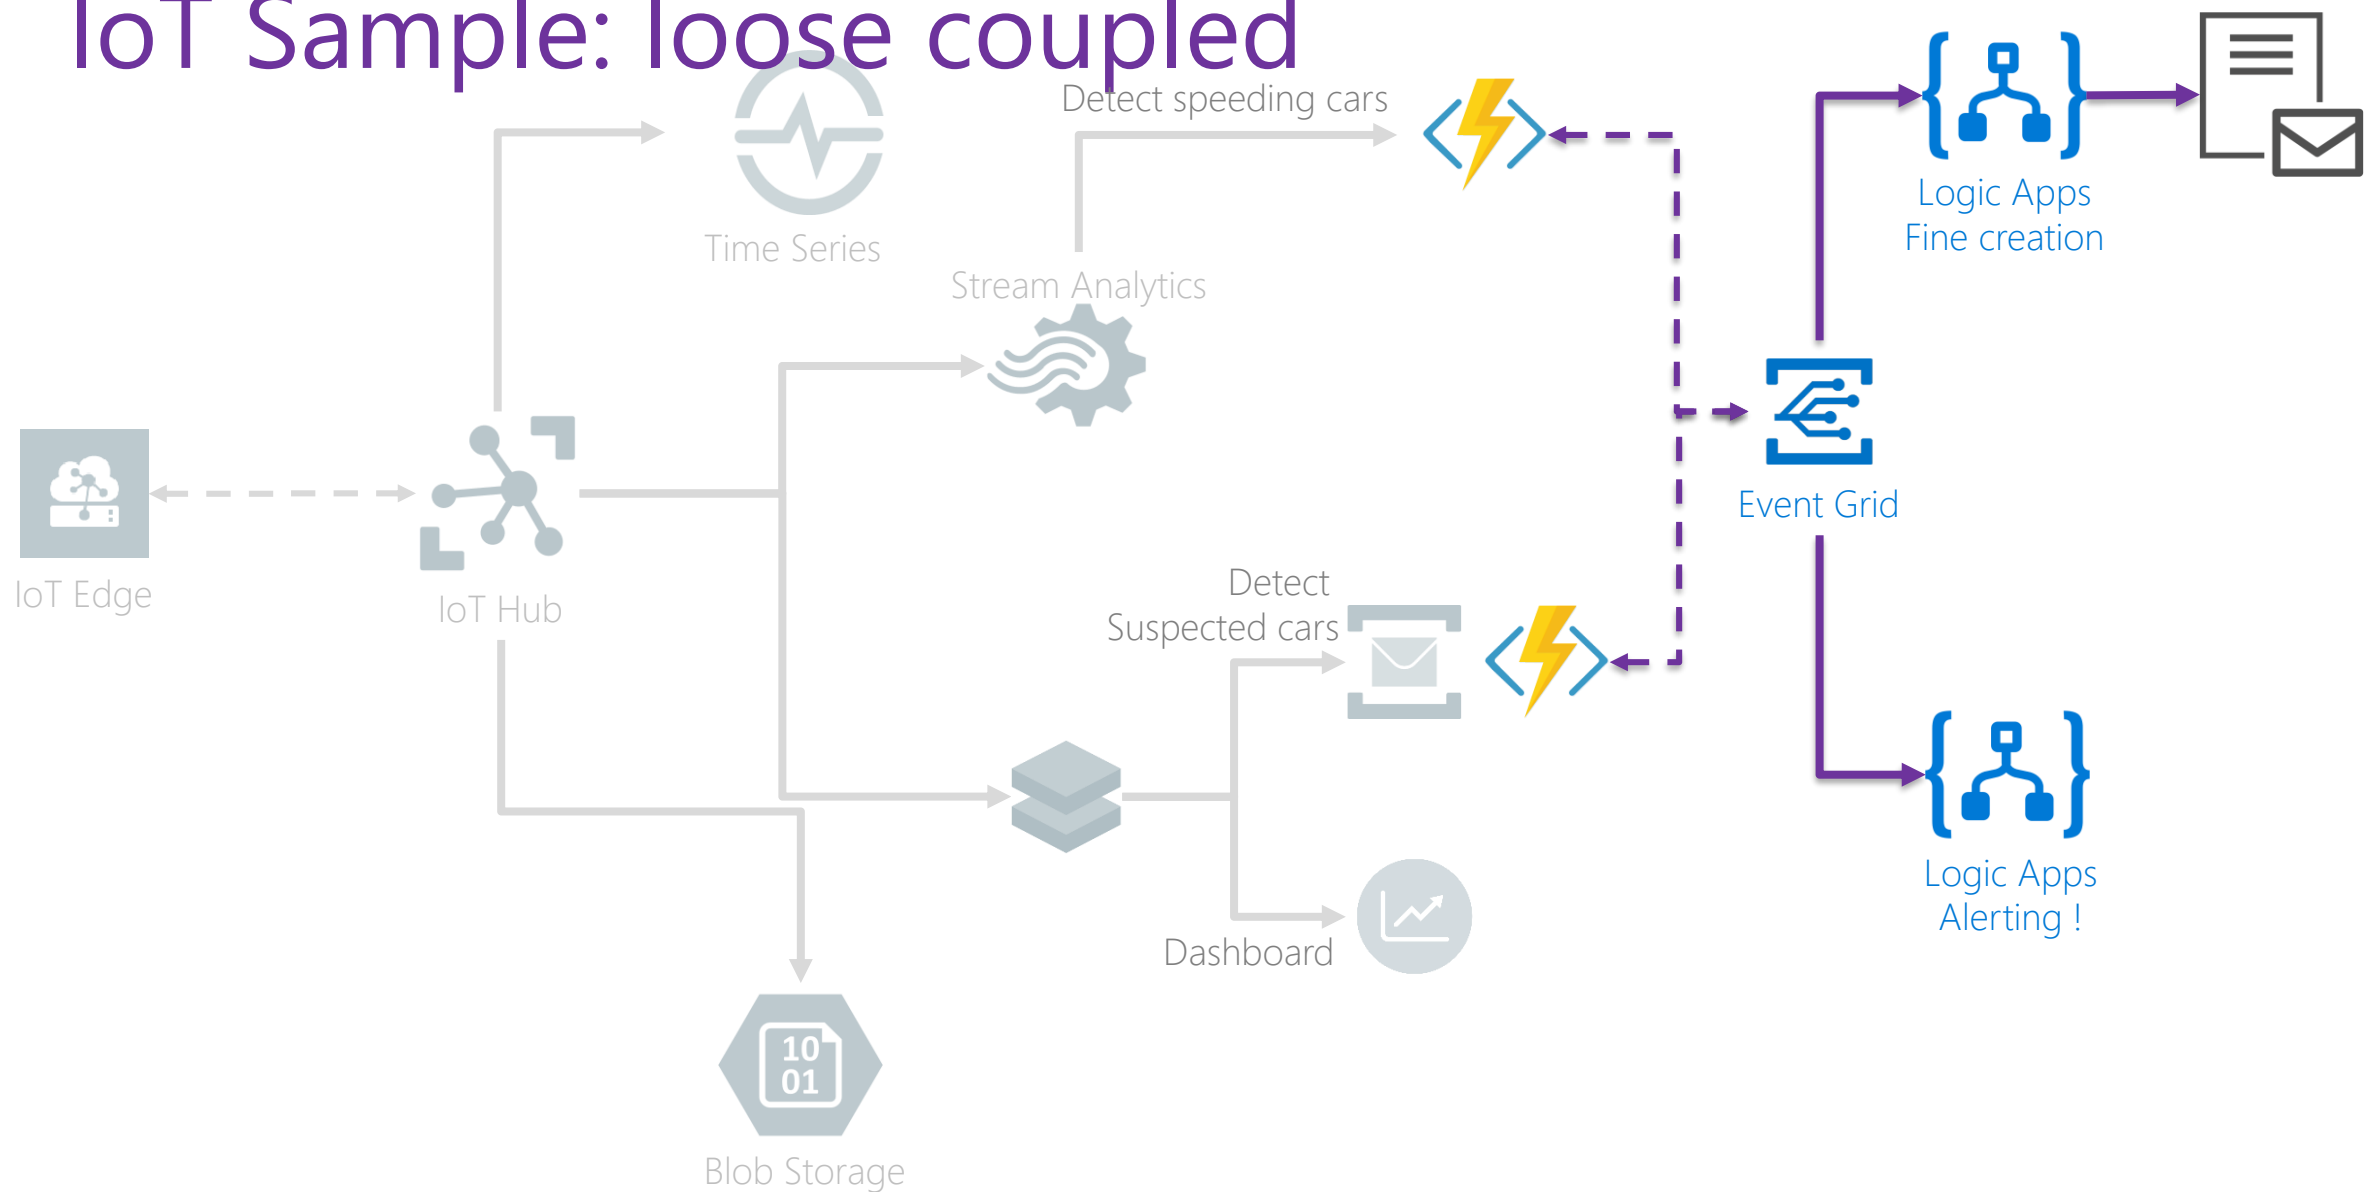 IoT Sample: loose coupled
Detect speeding cars
Logic Apps
Fine creation
Time Series
Stream Analytics
Event Grid
IoT Edge
IoT Hub
Detect
Suspected cars
Logic Apps
Alerting !
Dashboard
10
01
Blob Storage